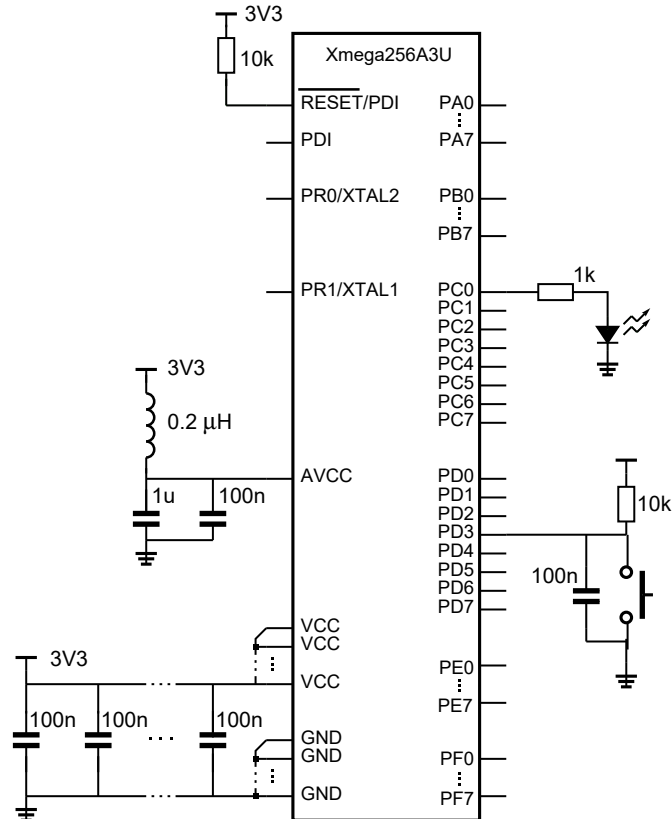 3V3
10k
Xmega256A3U
RESET/PDI
PDI
PR0/XTAL2
PR1/XTAL1
3V3
0.2 μH
AVCC
1u
100n
VCC
VCC
3V3
VCC
100n
100n
100n
GND
GND
GND
PA0
PA7
PB0
PB7
PC0
PC1
PC2
PC3
PC4
PC5
PC6
PC7
1k
PD0
PD1
PD2
PD3
PD4
PD5
PD6
PD7
10k
100n
PE0
PE7
PF0
PF7